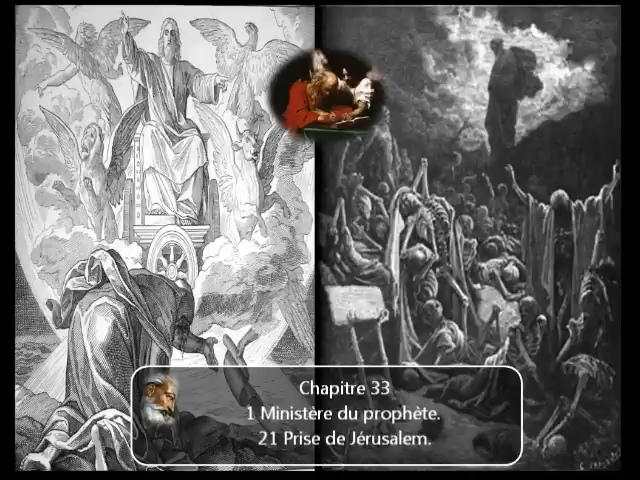 Chapitre 33
1 Ministère du prophète.
21 Prise de Jérusalem.